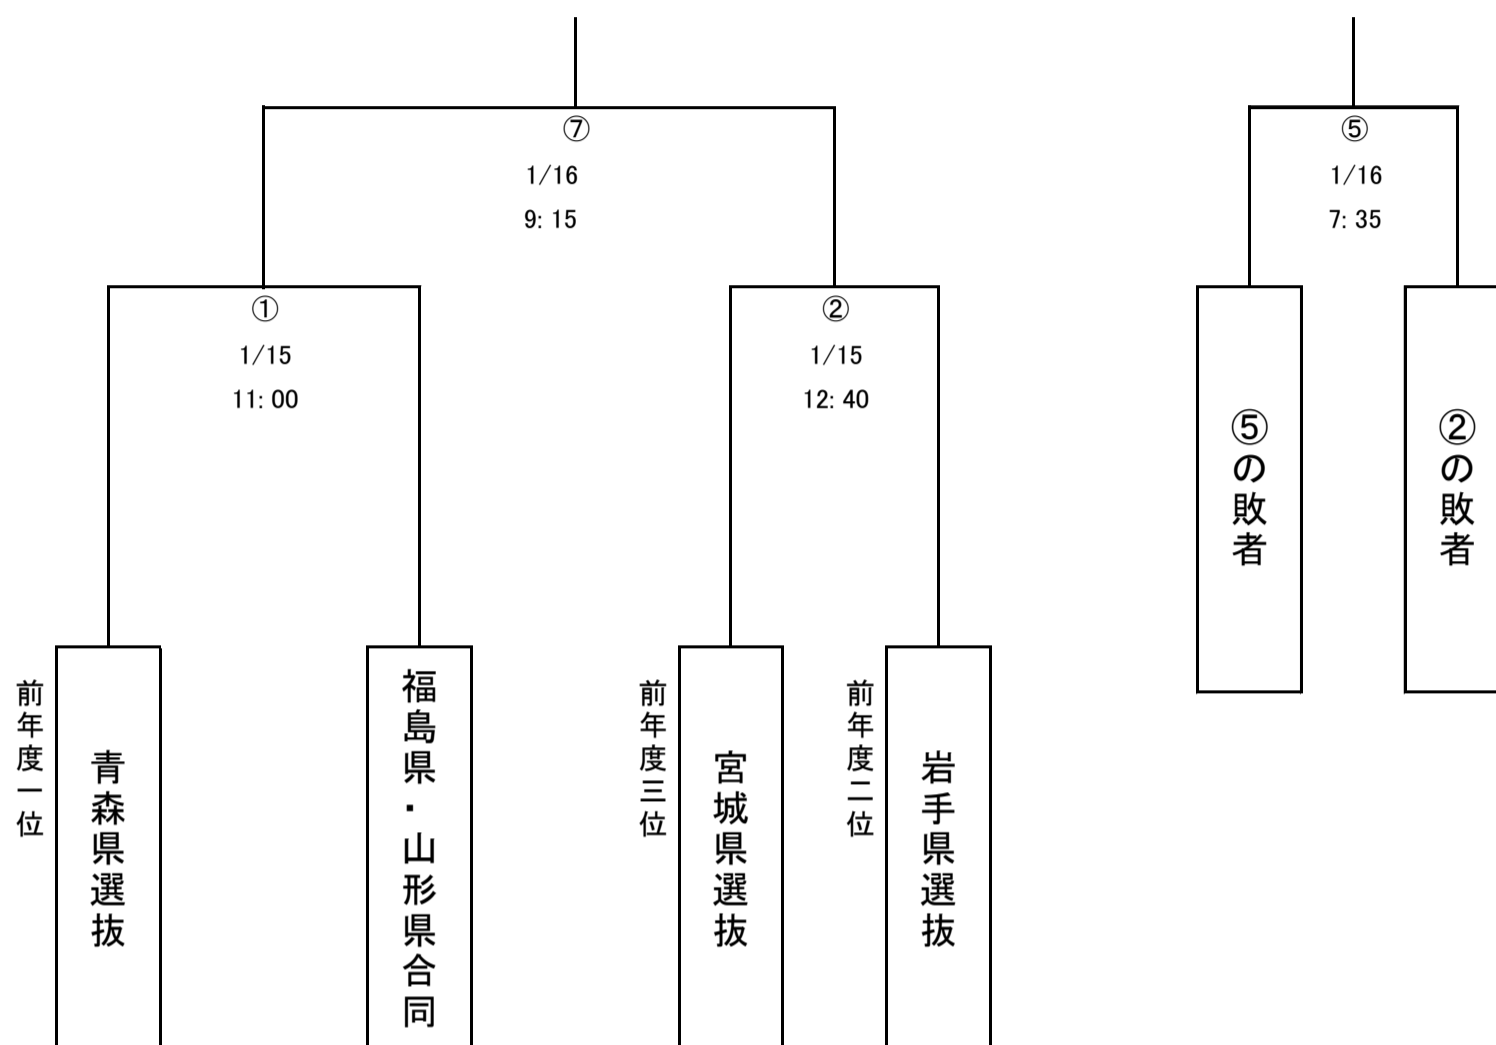 ⑦
1/16
9:15
⑤
1/16
7:35
①
1/15
11:00
②
1/15
12:40
⑤の敗者
②の敗者
前年度一位
青森県選抜
福島県・山形県合同
前年度三位
宮城県選抜
前年度二位
岩手県選抜